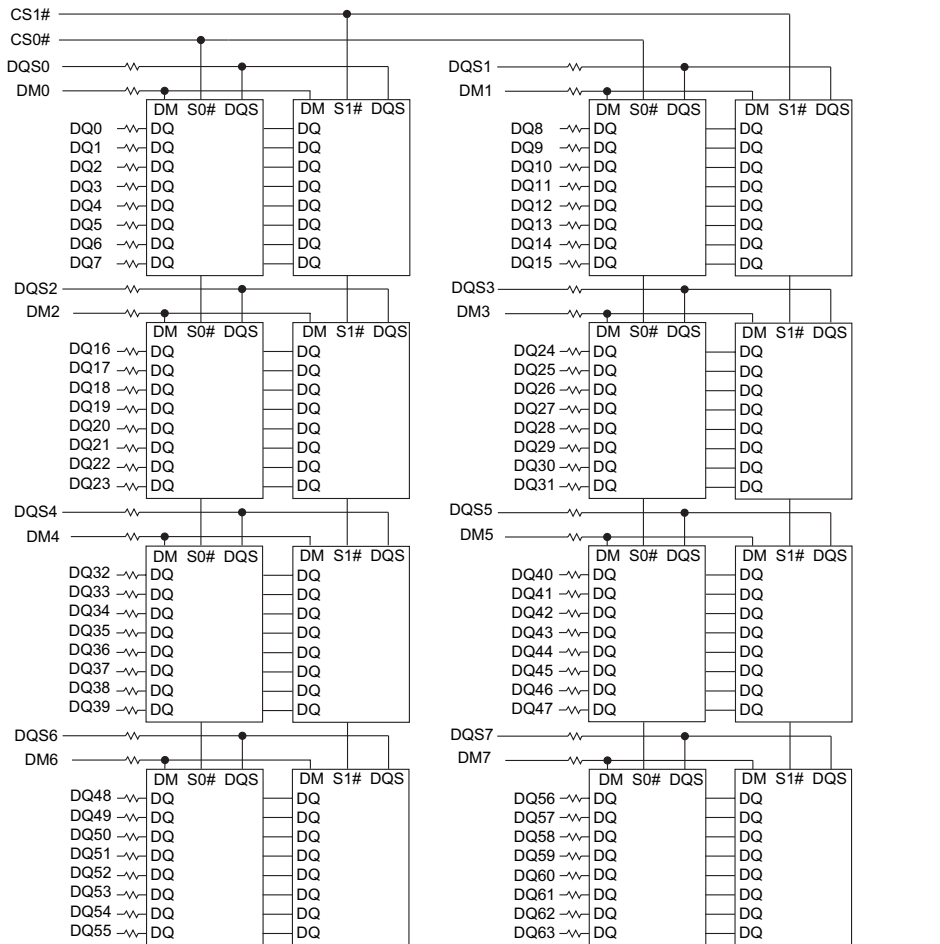 CS1#
CS0#
DQS0 DQS1
DM0 DM1
DM S0# DQS DM S1# DQS DM S0# DQS DM S1# DQS
DQ0 DQ DQ DQ8 DQ DQ
DQ1 DQ DQ DQ9 DQ DQ
DQ2 DQ DQ DQ10 DQ DQ
DQ3 DQ DQ DQ11 DQ DQ
DQ4 DQ DQ DQ12 DQ DQ
DQ5 DQ DQ DQ13 DQ DQ
DQ6 DQ DQ DQ14 DQ DQ
DQ7 DQ DQ DQ15 DQ DQ
DQS2 DQS3
DM2 DM3
DM S0# DQS DM S1# DQS DM S0# DQS DM S1# DQS
DQ16 DQ DQ DQ24 DQ DQ
DQ17 DQ DQ DQ25 DQ DQ
DQ18 DQ DQ DQ26 DQ DQ
DQ19 DQ DQ DQ27 DQ DQ
DQ20 DQ DQ DQ28 DQ DQ
DQ21 DQ DQ DQ29 DQ DQ
DQ22 DQ DQ DQ30 DQ DQ
DQ23 DQ DQ DQ31 DQ DQ
DQS4 DQS5
DM4 DM5
DM S0# DQS DM S1# DQS DM S0# DQS DM S1# DQS
DQ32 DQ DQ DQ40 DQ DQ
DQ33 DQ DQ DQ41 DQ DQ
DQ34 DQ DQ DQ42 DQ DQ
DQ35 DQ DQ DQ43 DQ DQ
DQ36 DQ DQ DQ44 DQ DQ
DQ37 DQ DQ DQ45 DQ DQ
DQ38 DQ DQ DQ46 DQ DQ
DQ39 DQ DQ DQ47 DQ DQ
DQS6 DQS7
DM6 DM7
DM S0# DQS DM S1# DQS DM S0# DQS DM S1# DQS
DQ48 DQ DQ DQ56 DQ DQ
DQ49 DQ DQ DQ57 DQ DQ
DQ50 DQ DQ DQ58 DQ DQ
DQ51 DQ DQ DQ59 DQ DQ
DQ52 DQ DQ DQ60 DQ DQ
DQ53 DQ DQ DQ61 DQ DQ
DQ54 DQ DQ DQ62 DQ DQ
DQ55 DQ DQ DQ63 DQ DQ